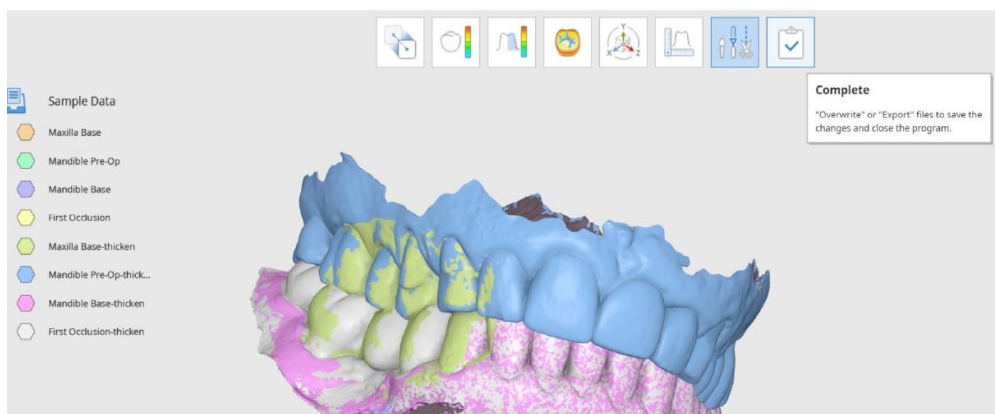 Complete
"Overwrite" or "Export" files to save the
changes and close the program.
Sample Data
Maxilla Base
Mandible Pre-Op
Mandible Base
First Occlusion
Maxilla Base-thicken
Mandible Pre-Op-thick...
Mandible Base-thicken
First Occlusion-thicken